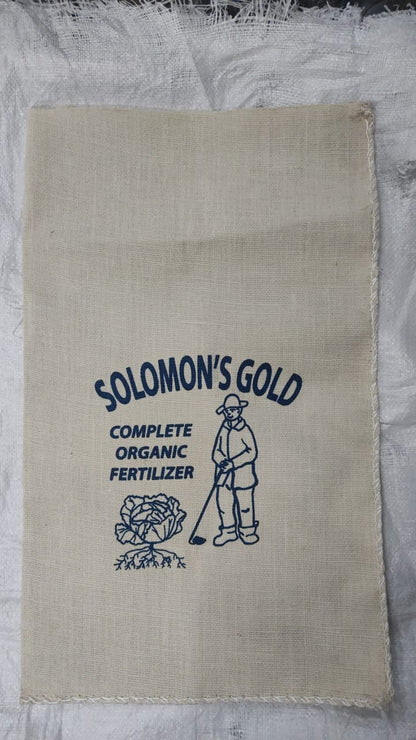 SOLOMON'S GOLD
COMPLETE
ORGANIC
FERTILIZER